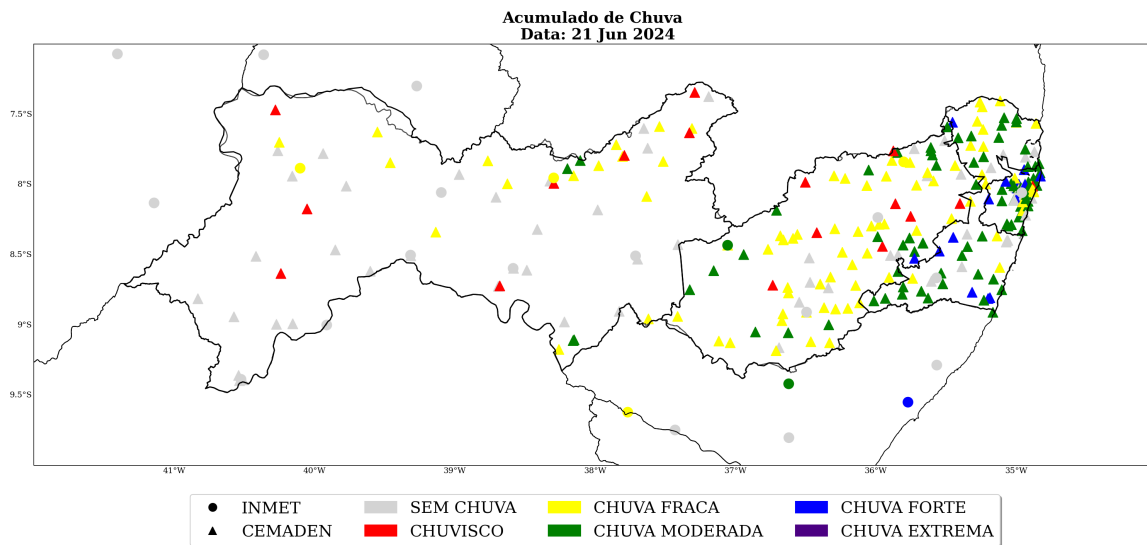 Acumulado de Chuva
Data: 21 Jun 2024
7.5°S
8°S
8.5°S
9°S
9.5°S
41°W 40°W 39°W 38°W 37°W 36°W 35°W
INMET SEM CHUVA CHUVA FRACA CHUVA FORTE
CEMADEN CHUVISCO CHUVA MODERADA CHUVA EXTREMA